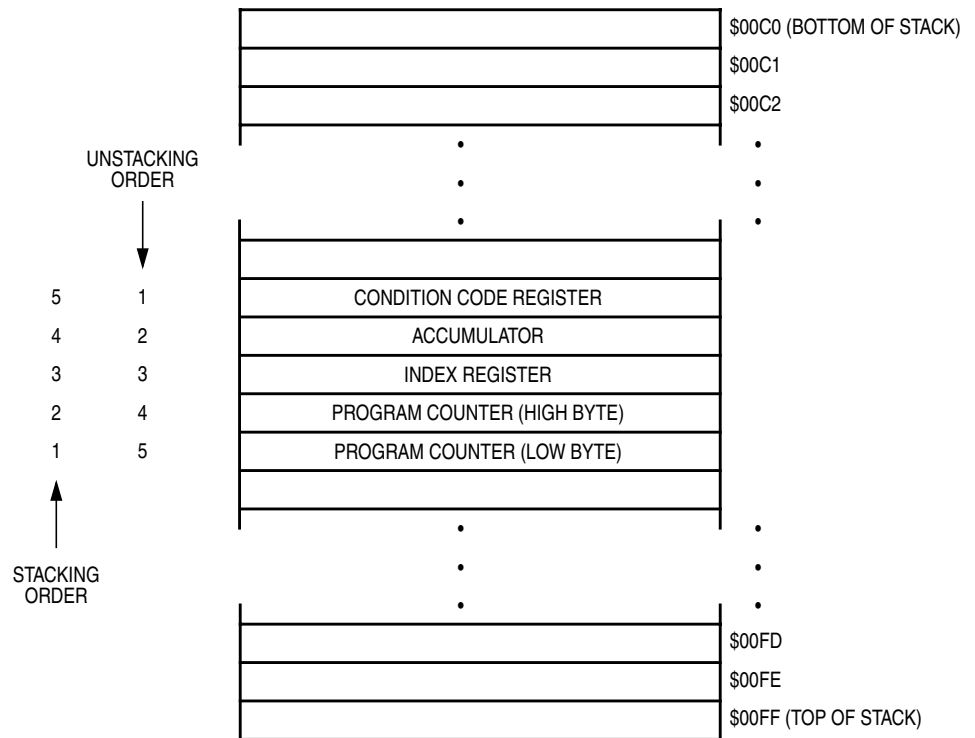 $00C0 (BOTTOM OF STACK)
$00C1
$00C2
UNSTACKING
ORDER
5 1 CONDITION CODE REGISTER
4 2 ACCUMULATOR
3 3 INDEX REGISTER
2 4 PROGRAM COUNTER (HIGH BYTE)
1 5 PROGRAM COUNTER (LOW BYTE)
STACKING
ORDER
$00FD
$00FE
$00FF (TOP OF STACK)